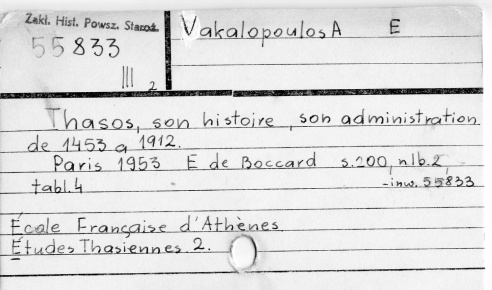 Zakł. Hist. Powsz. Staroż.
55833
III 2
Vakalopoulos A E
Thasos, son histoire, son administration
de 1453 a 1912.
Paris 1953 E de Boccard s.200, nlb.2,
tabl.4 -inw. 55833
École Française d'Athènes
Études Thasiennes 2.